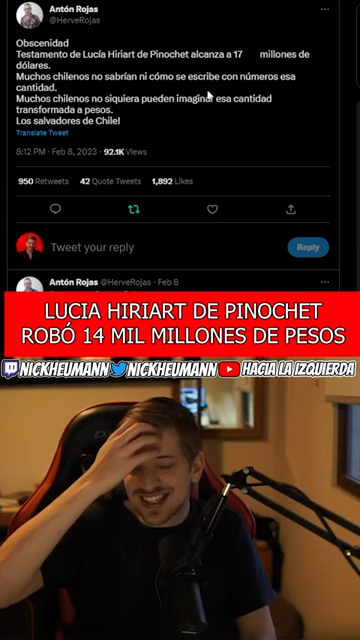 Antón Rojas
@HerveRojas
Obscenidad
Testamento de Lucía Hiriart de Pinochet alcanza a 17 millones de
dólares.
Muchos chilenos no sabrían ni cómo se escribe con números esa
cantidad.
Muchos chilenos no siquiera pueden imaginar esa cantidad
transformada a pesos.
Los salvadores de Chile!
Translate Tweet
8:12 PM · Feb 8, 2023 · 92.1K Views
950 Retweets 42 Quote Tweets 1,892 Likes
Tweet your reply
Reply
Antón Rojas @HerveRojas · Feb 8
LUCIA HIRIART DE PINOCHET
ROBÓ 14 MIL MILLONES DE PESOS
NICKHEUMANN NICKHEUMANN HACIA LA IZQUIERDA